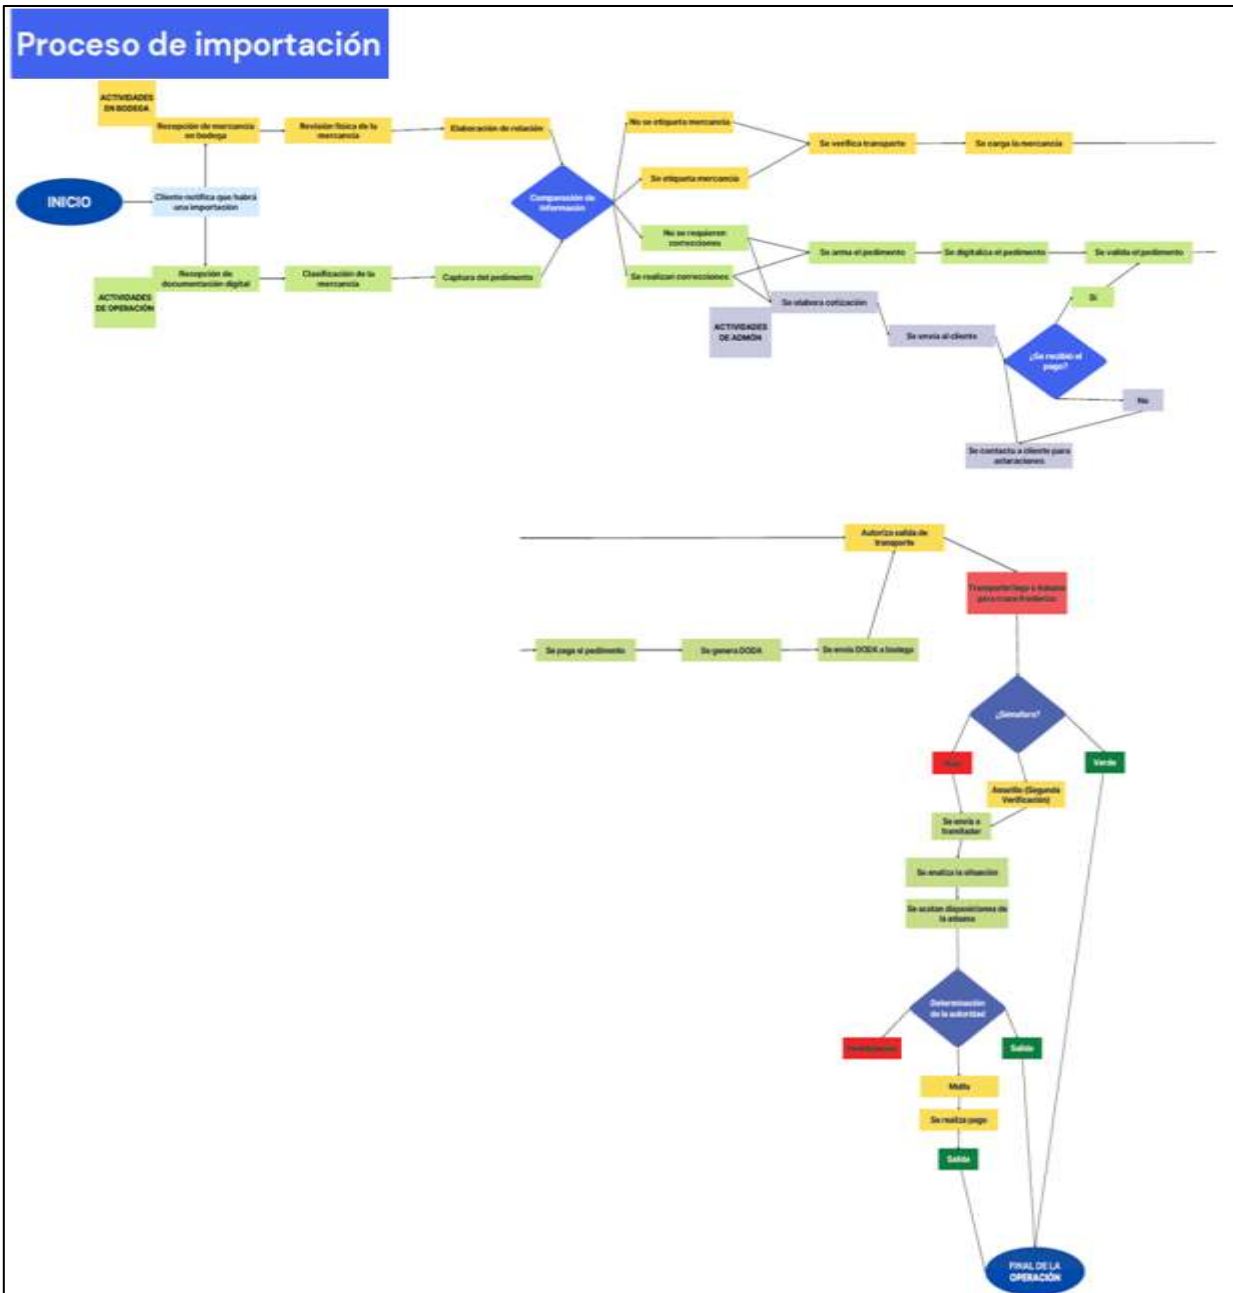 Proceso de importación
ACTIVIDADES
EN BODEGA
Recepción de mercancía
en bodega
Revisión física de la
mercancía
Elaboración de relación
No se etiqueta mercancía
Se etiqueta mercancía
Se verifica transporte
Se carga la mercancía
INICIO
Cliente notifica que habrá
una importación
Comparación de
información
No se requieren
correcciones
Se realizan correcciones
Recepción de
documentación digital
Clasificación de la
mercancía
Captura del pedimento
ACTIVIDADES
DE OPERACIÓN
Se arma el pedimento
Se digitaliza el pedimento
Se valida el pedimento
Se elabora cotización
ACTIVIDADES
DE ADMÓN
Se envía al cliente
Sí
¿Se recibió el
pago?
No
Se contacta a cliente para
aclaraciones
Autoriza salida de
transporte
Transporte llega a Aduana
para cruce fronterizo
Se paga el pedimento
Se genera DODA
Se envía DODA a bodega
¿Semáforo?
Rojo
Verde
Amarillo (Segunda
Verificación)
Se envía a
tramitador
Se analiza la situación
Se acatan disposiciones de
la aduana
Determinación
de la autoridad
Salida
Multa
Se realiza pago
Salida
FINAL DE LA
OPERACIÓN